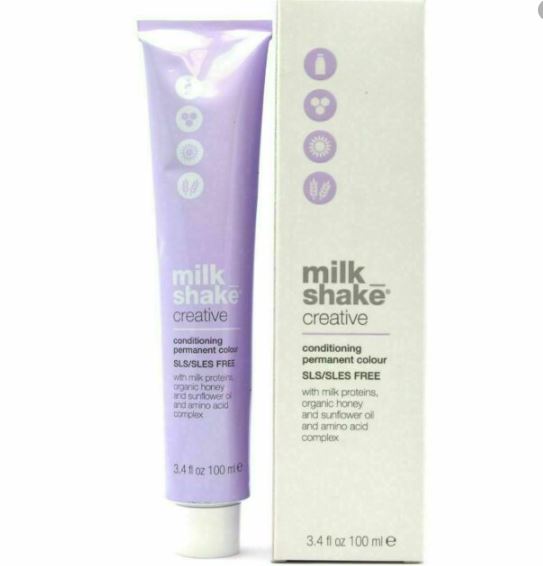 milk_
shake®
creative
conditioning
permanent colour
SLS/SLES FREE
with milk proteins,
organic honey
and sunflower oil
and amino acid
complex
3.4 fl oz 100 ml e
milk_
shake®
creative
conditioning
permanent colour
SLS/SLES FREE
with milk proteins,
organic honey
and sunflower oil
and amino acid
complex
3.4 fl oz 100 ml e